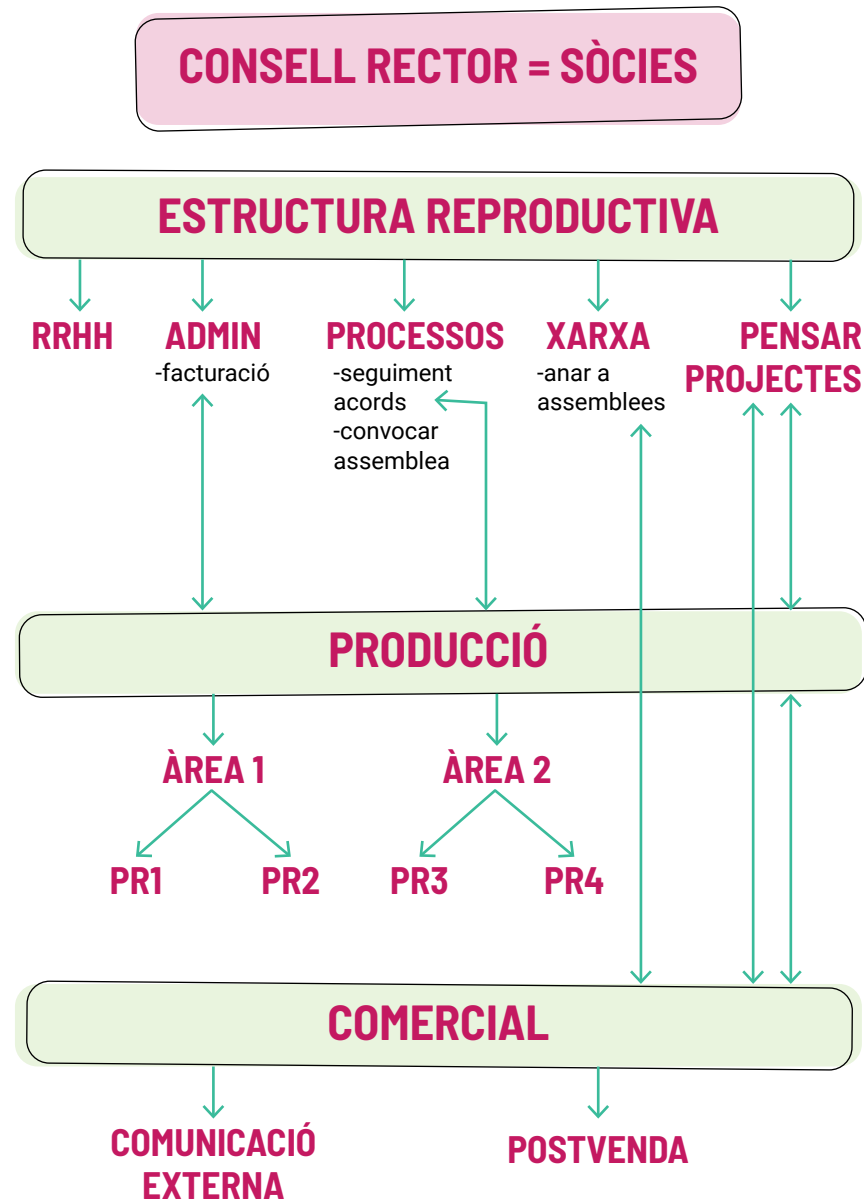 CONSELL RECTOR = SÒCIES
ESTRUCTURA REPRODUCTIVA
RRHH
ADMIN
-facturació
PROCESSOS
-seguiment
acords
-convocar
assemblea
XARXA
-anar a
assemblees
PENSAR
PROJECTES
PRODUCCIÓ
ÀREA 1
ÀREA 2
PR1
PR2
PR3
PR4
COMERCIAL
COMUNICACIÓ
EXTERNA
POSTVENDA